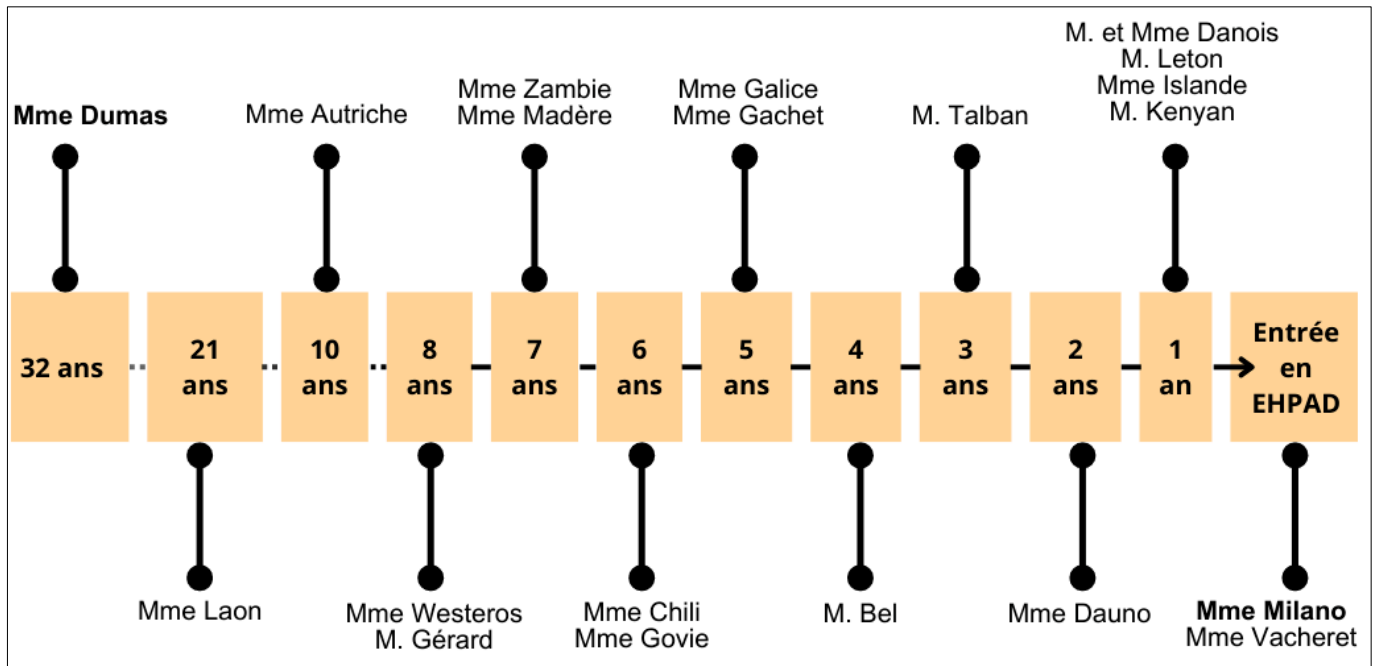 M. et Mme Danois
M. Leton
Mme Islande
M. Kenyan
Mme Zambie
Mme Madère
Mme Galice
Mme Gachet
Mme Dumas
Mme Autriche
M. Talban
32 ans
21
ans
10
ans
8
ans
7
ans
6
ans
5
ans
4
ans
3
ans
2
ans
1
an
Entrée
en
EHPAD
Mme Laon
Mme Westeros
M. Gérard
Mme Chili
Mme Govie
M. Bel
Mme Dauno
Mme Milano
Mme Vacheret